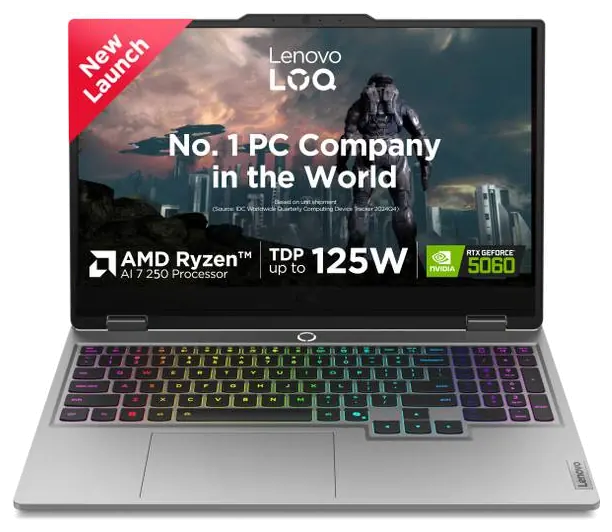 New
Launch
Lenovo
LOQ
No. 1 PC Company
in the World
Based on unit shipment
(Source: IDC Worldwide Quarterly Computing Device Tracker 2024Q4)
AMD Ryzen™
AI 7 250 Processor
TDP
up to 125W
NVIDIA
RTX GEFORCE
5060
Lenovo